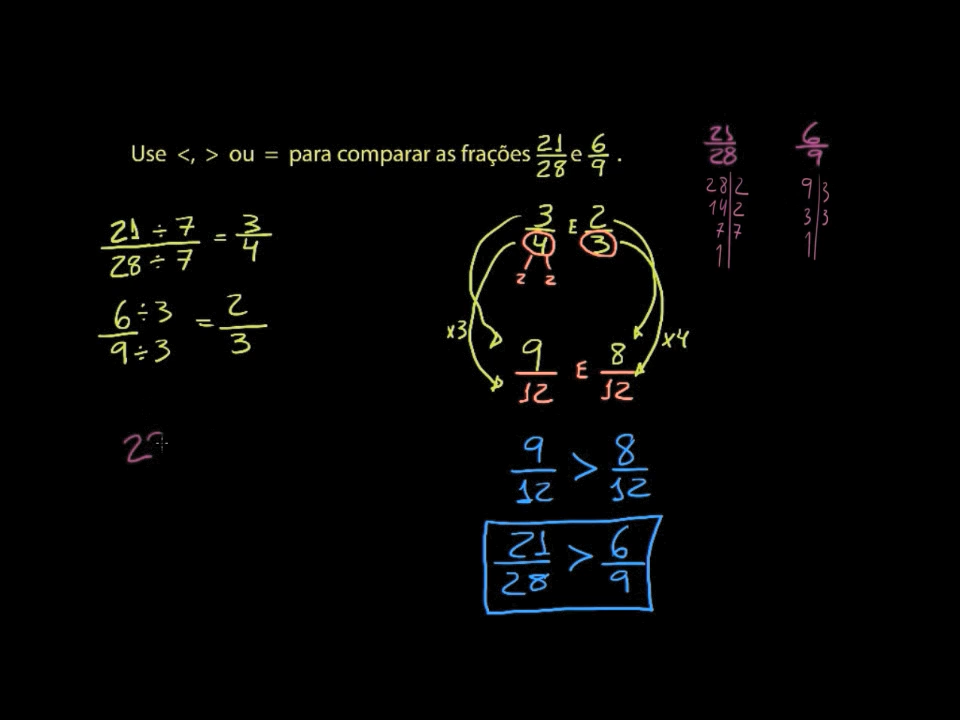 Use <, > ou = para comparar as frações 21/28 e 6/9 .
21 ÷ 7 / 28 ÷ 7 = 3/4
6 ÷ 3 / 9 ÷ 3 = 2/3
3/4 E 2/3
2 2
x3 x4
9/12 E 8/12
9/12 > 8/12
21/28 > 6/9
21/28
28 | 2
14 | 2
7 | 7
1 |
6/9
9 | 3
3 | 3
1 |